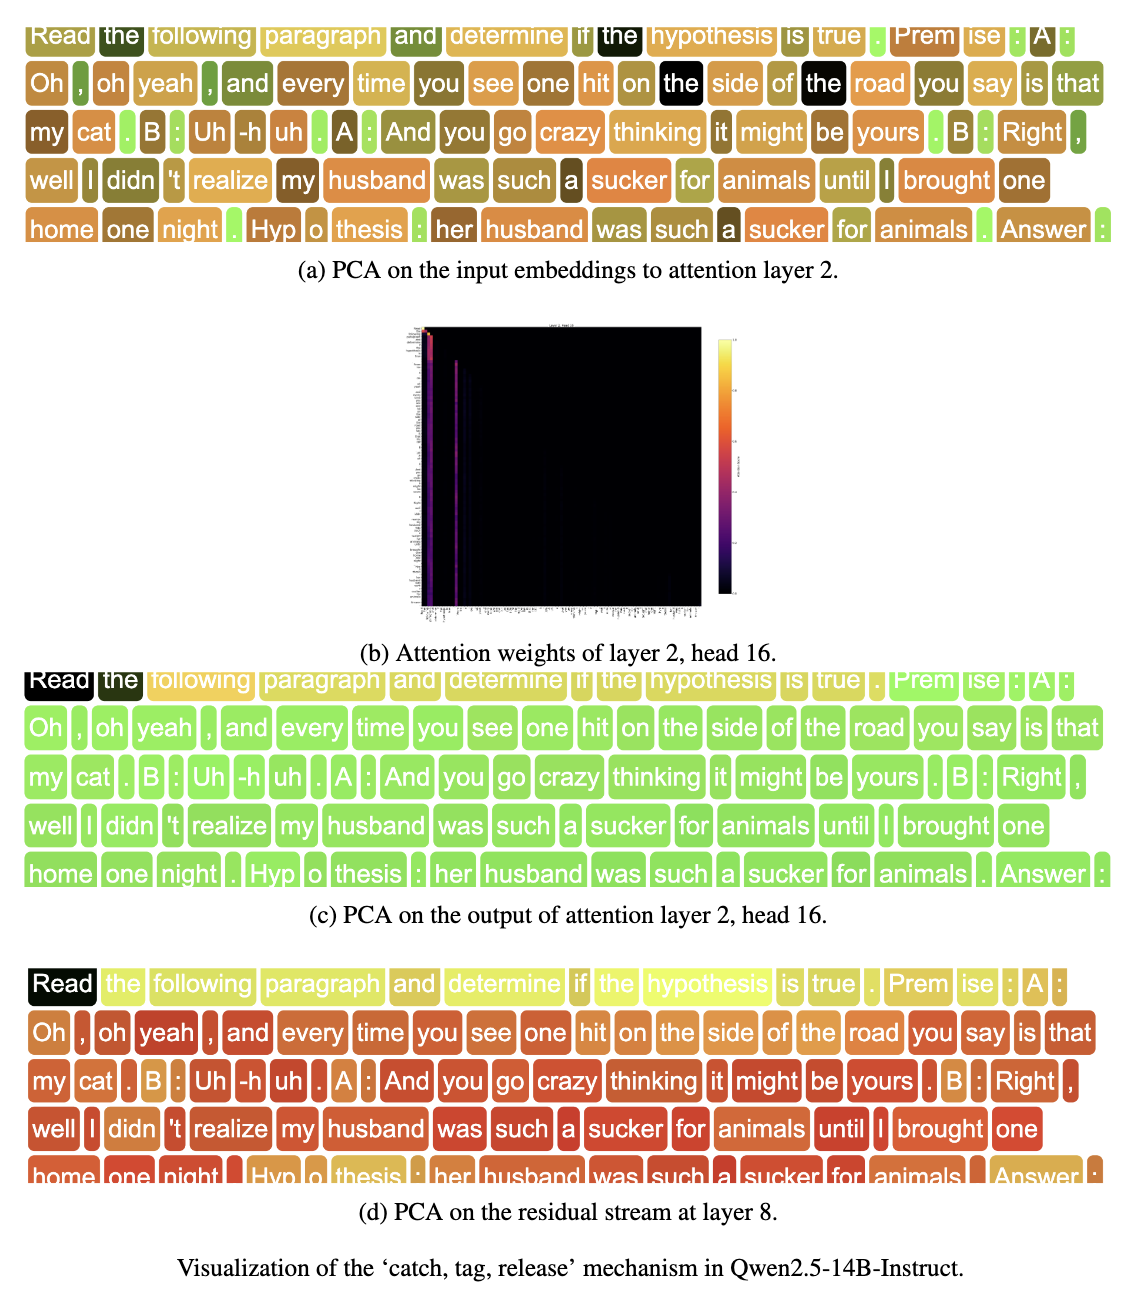 Read the following paragraph and determine if the hypothesis is true . Prem ise : A :
Oh , oh yeah , and every time you see one hit on the side of the road you say is that
my cat . B : Uh -h uh . A : And you go crazy thinking it might be yours . B : Right ,
well I didn 't realize my husband was such a sucker for animals until I brought one
home one night . Hyp o thesis : her husband was such a sucker for animals . Answer :
(a) PCA on the input embeddings to attention layer 2.
(b) Attention weights of layer 2, head 16.
Read the following paragraph and determine if the hypothesis is true . Prem ise : A :
Oh , oh yeah , and every time you see one hit on the side of the road you say is that
my cat . B : Uh -h uh . A : And you go crazy thinking it might be yours . B : Right ,
well I didn 't realize my husband was such a sucker for animals until I brought one
home one night . Hyp o thesis : her husband was such a sucker for animals . Answer :
(c) PCA on the output of attention layer 2, head 16.
Read the following paragraph and determine if the hypothesis is true . Prem ise : A :
Oh , oh yeah , and every time you see one hit on the side of the road you say is that
my cat . B : Uh -h uh . A : And you go crazy thinking it might be yours . B : Right ,
well I didn 't realize my husband was such a sucker for animals until I brought one
home one night Hyp o thesis : her husband was such a sucker for animals Answer :
(d) PCA on the residual stream at layer 8.
Visualization of the ‘catch, tag, release’ mechanism in Qwen2.5-14B-Instruct.